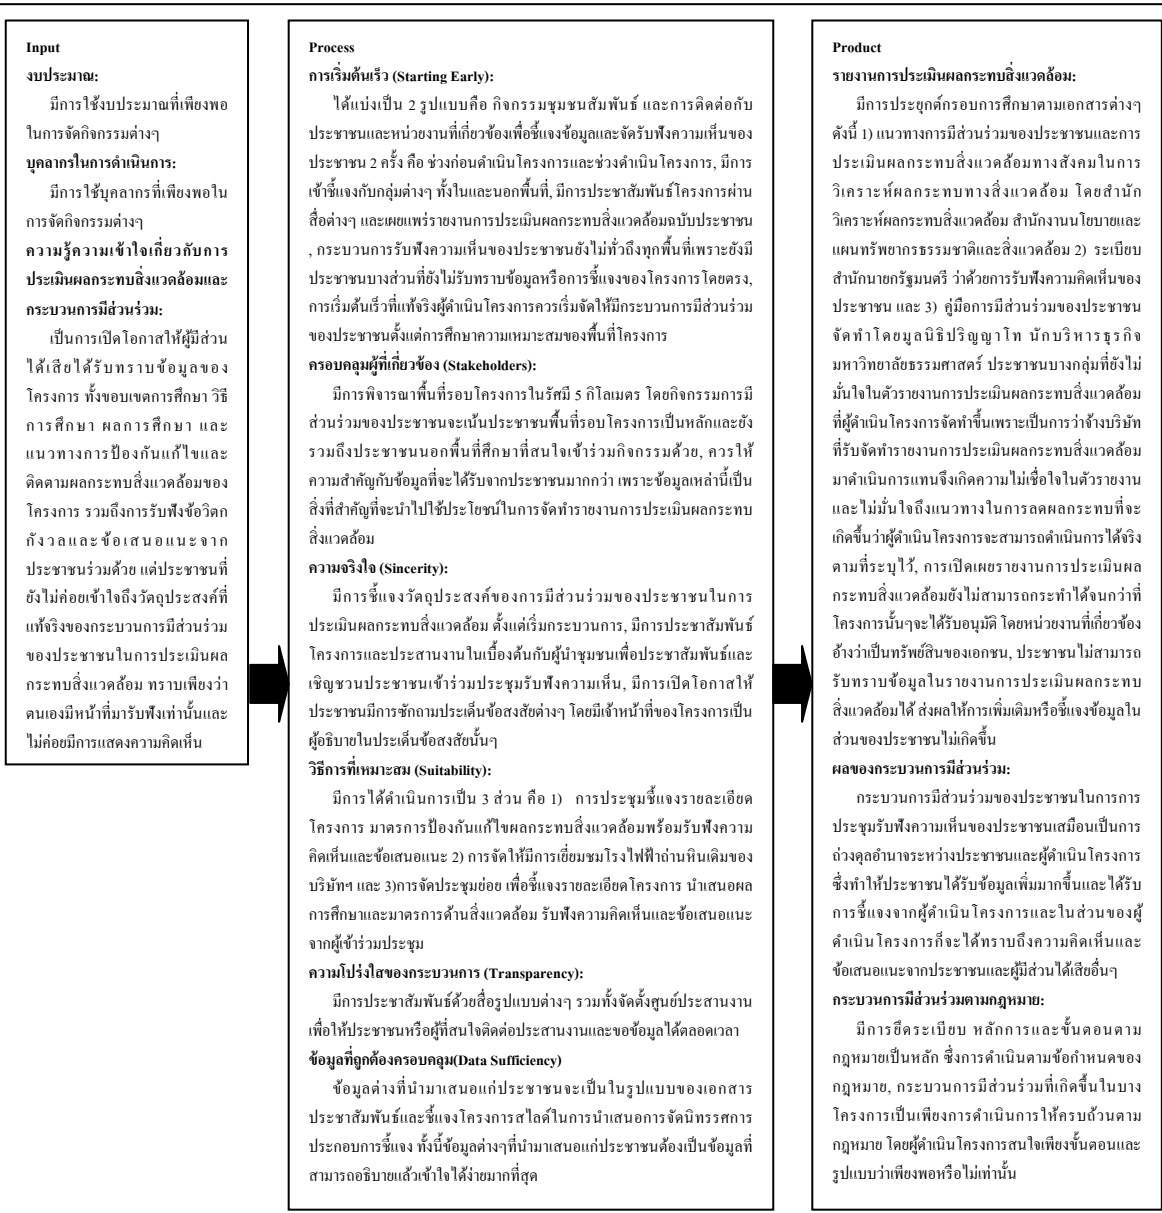 Input
งบประมาณ:
มีการใช้งบประมาณที่เพียงพอ
ในการจัดกิจกรรมต่างๆ
บุคลากรในการดำเนินการ:
มีการใช้บุคลากรที่เพียงพอใน
การจัดกิจกรรมต่างๆ
ความรู้ความเข้าใจเกี่ยวกับการ
ประเมินผลกระทบสิ่งแวดล้อมและ
กระบวนการมีส่วนร่วม:
เป็นการเปิดโอกาสให้ผู้มีส่วน
ได้เสียได้รับทราบข้อมูลของ
โครงการ ทั้งขอบเขตการศึกษา วิธี
การศึกษา ผลการศึกษา และ
แนวทางการป้องกันแก้ไขและ
ติดตามผลกระทบสิ่งแวดล้อมของ
โครงการ รวมถึงการรับฟังข้อวิตก
กังวลและข้อเสนอแนะจาก
ประชาชนร่วมด้วย แต่ประชาชนที่
ยังไม่ค่อยเข้าใจถึงวัตถุประสงค์ที่
แท้จริงของกระบวนการมีส่วนร่วม
ของประชาชนในการประเมินผล
กระทบสิ่งแวดล้อม ทราบเพียงว่า
ตนเองมีหน้าที่มารับฟังเท่านั้นและ
ไม่ค่อยมีการแสดงความคิดเห็น
Process
การเริ่มต้นเร็ว (Starting Early):
ได้แบ่งเป็น 2 รูปแบบคือ กิจกรรมชุมชนสัมพันธ์ และการติดต่อกับ
ประชาชนและหน่วยงานที่เกี่ยวข้องเพื่อชี้แจงข้อมูลและจัดรับฟังความเห็นของ
ประชาชน 2 ครั้ง คือ ช่วงก่อนดำเนินโครงการและช่วงดำเนินโครงการ, มีการ
เข้าชี้แจงกับกลุ่มต่างๆ ทั้งในและนอกพื้นที่, มีการประชาสัมพันธ์โครงการผ่าน
สื่อต่างๆ และเผยแพร่รายงานการประเมินผลกระทบสิ่งแวดล้อมฉบับประชาชน
, กระบวนการรับฟังความเห็นของประชาชนยังไม่ทั่วถึงทุกพื้นที่เพราะยังมี
ประชาชนบางส่วนที่ยังไม่รับทราบข้อมูลหรือการชี้แจงของโครงการโดยตรง,
การเริ่มต้นเร็วที่แท้จริงผู้ดำเนินโครงการควรเริ่มจัดให้มีกระบวนการมีส่วนร่วม
ของประชาชนตั้งแต่การศึกษาความเหมาะสมของพื้นที่โครงการ
ครอบคลุมผู้ที่เกี่ยวข้อง (Stakeholders):
มีการพิจารณาพื้นที่รอบโครงการในรัศมี 5 กิโลเมตร โดยกิจกรรมการมี
ส่วนร่วมของประชาชนจะเน้นประชาชนพื้นที่รอบโครงการเป็นหลักและยัง
รวมถึงประชาชนนอกพื้นที่ศึกษาที่สนใจเข้าร่วมกิจกรรมด้วย, ควรให้
ความสำคัญกับข้อมูลที่จะได้รับจากประชาชนมากกว่า เพราะข้อมูลเหล่านี้เป็น
สิ่งที่สำคัญที่จะนำไปใช้ประโยชน์ในการจัดทำรายงานการประเมินผลกระทบ
สิ่งแวดล้อม
ความจริงใจ (Sincerity):
มีการชี้แจงวัตถุประสงค์ของการมีส่วนร่วมของประชาชนในการ
ประเมินผลกระทบสิ่งแวดล้อม ตั้งแต่เริ่มกระบวนการ, มีการประชาสัมพันธ์
โครงการและประสานงานในเบื้องต้นกับผู้นำชุมชนเพื่อประชาสัมพันธ์และ
เชิญชวนประชาชนเข้าร่วมประชุมรับฟังความเห็น, มีการเปิดโอกาสให้
ประชาชนมีการซักถามประเด็นข้อสงสัยต่างๆ โดยมีเจ้าหน้าที่ของโครงการเป็น
ผู้อธิบายในประเด็นข้อสงสัยนั้นๆ
วิธีการที่เหมาะสม (Suitability):
มีการได้ดำเนินการเป็น 3 ส่วน คือ 1) การประชุมชี้แจงรายละเอียด
โครงการ มาตรการป้องกันแก้ไขผลกระทบสิ่งแวดล้อมพร้อมรับฟังความ
คิดเห็นและข้อเสนอแนะ 2) การจัดให้มีการเยี่ยมชมโรงไฟฟ้าถ่านหินเดิมของ
บริษัทฯ และ 3)การจัดประชุมย่อย เพื่อชี้แจงรายละเอียดโครงการ นำเสนอผล
การศึกษาและมาตรการด้านสิ่งแวดล้อม รับฟังความคิดเห็นและข้อเสนอแนะ
จากผู้เข้าร่วมประชุม
ความโปร่งใสของกระบวนการ (Transparency):
มีการประชาสัมพันธ์ด้วยสื่อรูปแบบต่างๆ รวมทั้งจัดตั้งศูนย์ประสานงาน
เพื่อให้ประชาชนหรือผู้ที่สนใจติดต่อประสานงานและขอข้อมูลได้ตลอดเวลา
ข้อมูลที่ถูกต้องครอบคลุม(Data Sufficiency)
ข้อมูลต่างที่นำมาเสนอแก่ประชาชนจะเป็นในรูปแบบของเอกสาร
ประชาสัมพันธ์และชี้แจงโครงการสไลด์ในการนำเสนอการจัดนิทรรศการ
ประกอบการชี้แจง ทั้งนี้ข้อมูลต่างๆที่นำมาเสนอแก่ประชาชนต้องเป็นข้อมูลที่
สามารถอธิบายแล้วเข้าใจได้ง่ายมากที่สุด
Product
รายงานการประเมินผลกระทบสิ่งแวดล้อม:
มีการประยุกต์กรอบการศึกษาตามเอกสารต่างๆ
ดังนี้ 1) แนวทางการมีส่วนร่วมของประชาชนและการ
ประเมินผลกระทบสิ่งแวดล้อมทางสังคมในการ
วิเคราะห์ผลกระทบทางสิ่งแวดล้อม โดยสำนัก
วิเคราะห์ผลกระทบสิ่งแวดล้อม สำนักงานนโยบายและ
แผนทรัพยากรธรรมชาติและสิ่งแวดล้อม 2) ระเบียบ
สำนักนายกรัฐมนตรี ว่าด้วยการรับฟังความคิดเห็นของ
ประชาชน และ 3) คู่มือการมีส่วนร่วมของประชาชน
จัดทำโดยมูลนิธิปริญญาโท นักบริหารธุรกิจ
มหาวิทยาลัยธรรมศาสตร์ ประชาชนบางกลุ่มที่ยังไม่
มั่นใจในตัวรายงานการประเมินผลกระทบสิ่งแวดล้อม
ที่ผู้ดำเนินโครงการจัดทำขึ้นเพราะเป็นการว่าจ้างบริษัท
ที่รับจัดทำรายงานการประเมินผลกระทบสิ่งแวดล้อม
มาดำเนินการแทนจึงเกิดความไม่เชื่อใจในตัวรายงาน
และไม่มั่นใจถึงแนวทางในการลดผลกระทบที่จะ
เกิดขึ้นว่าผู้ดำเนินโครงการจะสามารถดำเนินการได้จริง
ตามที่ระบุไว้, การเปิดเผยรายงานการประเมินผล
กระทบสิ่งแวดล้อมยังไม่สามารถกระทำได้จนกว่าที่
โครงการนั้นๆจะได้รับอนุมัติ โดยหน่วยงานที่เกี่ยวข้อง
อ้างว่าเป็นทรัพย์สินของเอกชน, ประชาชนไม่สามารถ
รับทราบข้อมูลในรายงานการประเมินผลกระทบ
สิ่งแวดล้อมได้ ส่งผลให้การเพิ่มเติมหรือชี้แจงข้อมูลใน
ส่วนของประชาชนไม่เกิดขึ้น
ผลของกระบวนการมีส่วนร่วม:
กระบวนการมีส่วนร่วมของประชาชนในการการ
ประชุมรับฟังความเห็นของประชาชนเสมือนเป็นการ
ถ่วงดุลอำนาจระหว่างประชาชนและผู้ดำเนินโครงการ
ซึ่งทำให้ประชาชนได้รับข้อมูลเพิ่มมากขึ้นและได้รับ
การชี้แจงจากผู้ดำเนินโครงการและในส่วนของผู้
ดำเนินโครงการก็จะได้ทราบถึงความคิดเห็นและ
ข้อเสนอแนะจากประชาชนและผู้มีส่วนได้เสียอื่นๆ
กระบวนการมีส่วนร่วมตามกฎหมาย:
มีการยึดระเบียบ หลักการและขั้นตอนตาม
กฎหมายเป็นหลัก ซึ่งการดำเนินตามข้อกำหนดของ
กฎหมาย, กระบวนการมีส่วนร่วมที่เกิดขึ้นในบาง
โครงการเป็นเพียงการดำเนินการให้ครบถ้วนตาม
กฎหมาย โดยผู้ดำเนินโครงการสนใจเพียงขั้นตอนและ
รูปแบบว่าเพียงพอหรือไม่เท่านั้น